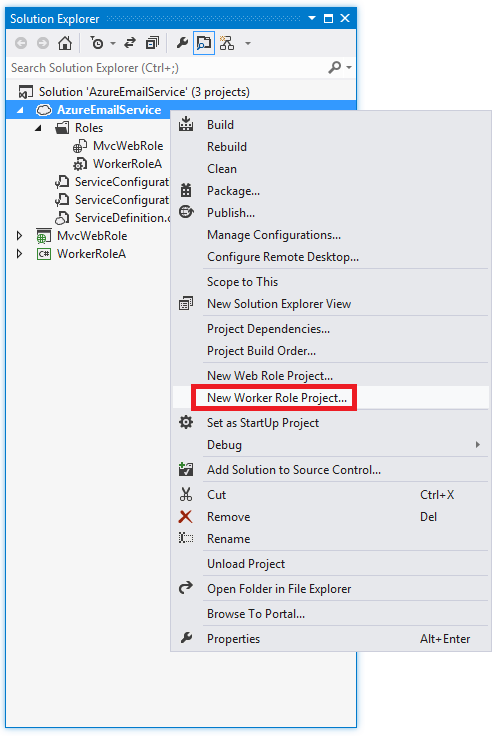 Solution Explorer
Search Solution Explorer (Ctrl+;)
Solution 'AzureEmailService' (3 projects)
AzureEmailService
Roles
MvcWebRole
WorkerRoleA
ServiceConfigurat
ServiceConfigurat
ServiceDefinition.c
MvcWebRole
C# WorkerRoleA
Build
Rebuild
Clean
Package...
Publish...
Manage Configurations...
Configure Remote Desktop...
Scope to This
New Solution Explorer View
Project Dependencies...
Project Build Order...
New Web Role Project...
New Worker Role Project...
Set as StartUp Project
Debug
Add Solution to Source Control...
Cut Ctrl+X
Remove Del
Rename
Unload Project
Open Folder in File Explorer
Browse To Portal...
Properties Alt+Enter